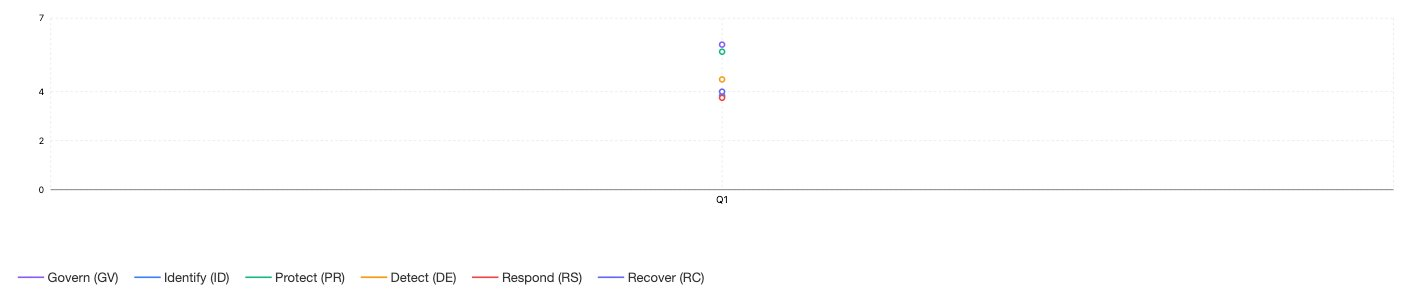 7
4
2
0
Q1
Govern (GV) Identify (ID) Protect (PR) Detect (DE) Respond (RS) Recover (RC)